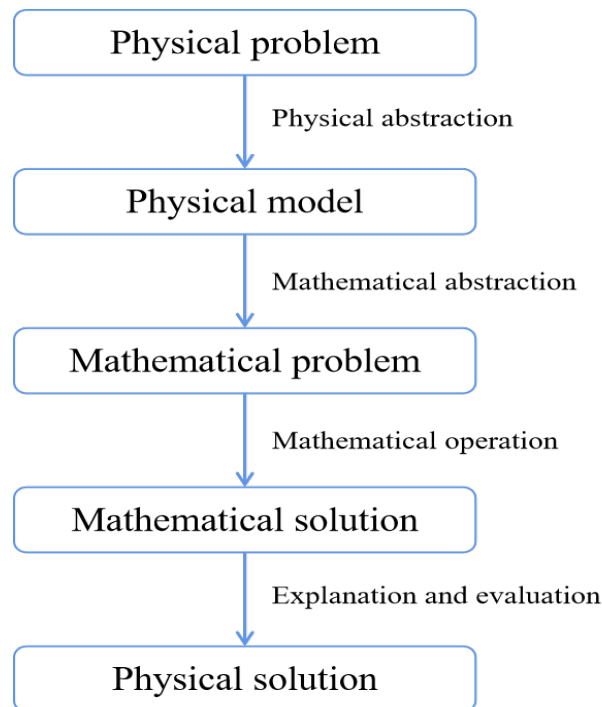 Physical problem
Physical abstraction
Physical model
Mathematical abstraction
Mathematical problem
Mathematical operation
Mathematical solution
Explanation and evaluation
Physical solution